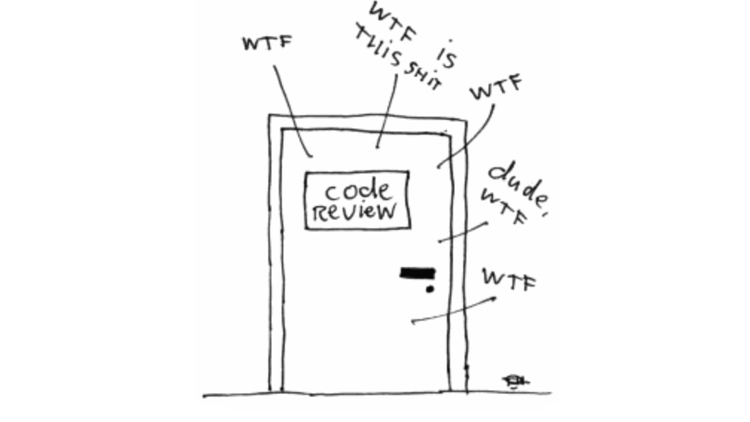 WTF
WTF is
THiS SHiT
WTF
code
REViEW
dude,
WTF
WTF